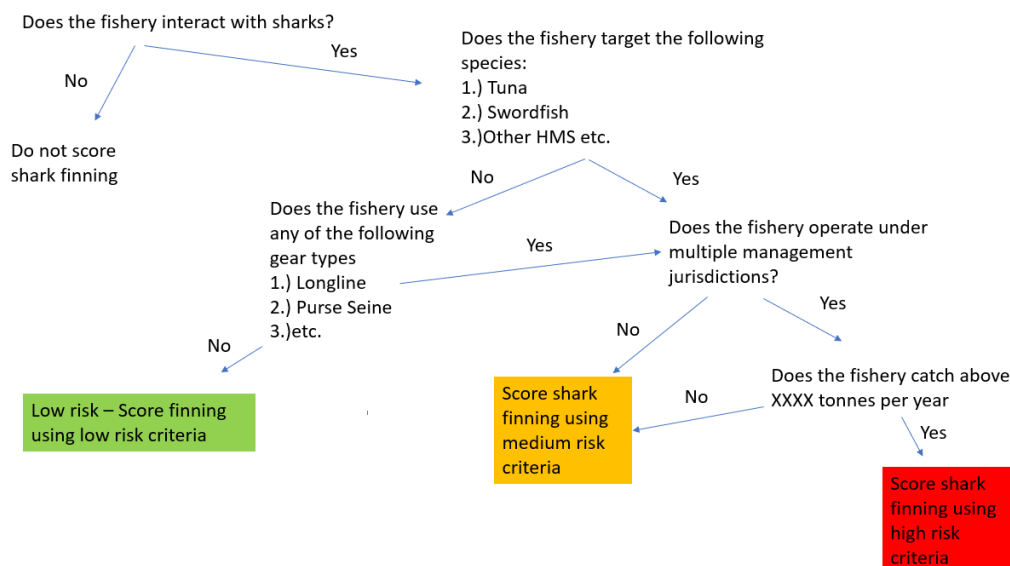 Does the fishery interact with sharks?
Yes
No
Do not score
shark finning
Does the fishery target the following
species:
1.) Tuna
2.) Swordfish
3.)Other HMS etc.
No
Yes
Does the fishery use
any of the following
gear types
1.) Longline
2.) Purse Seine
3.)etc.
Yes
No
Does the fishery operate under
multiple management
jurisdictions?
No
Yes
Low risk – Score finning
using low risk criteria
Score shark
finning using
medium risk
criteria
Does the fishery catch above
XXXX tonnes per year
No
Yes
Score shark
finning using
high risk
criteria